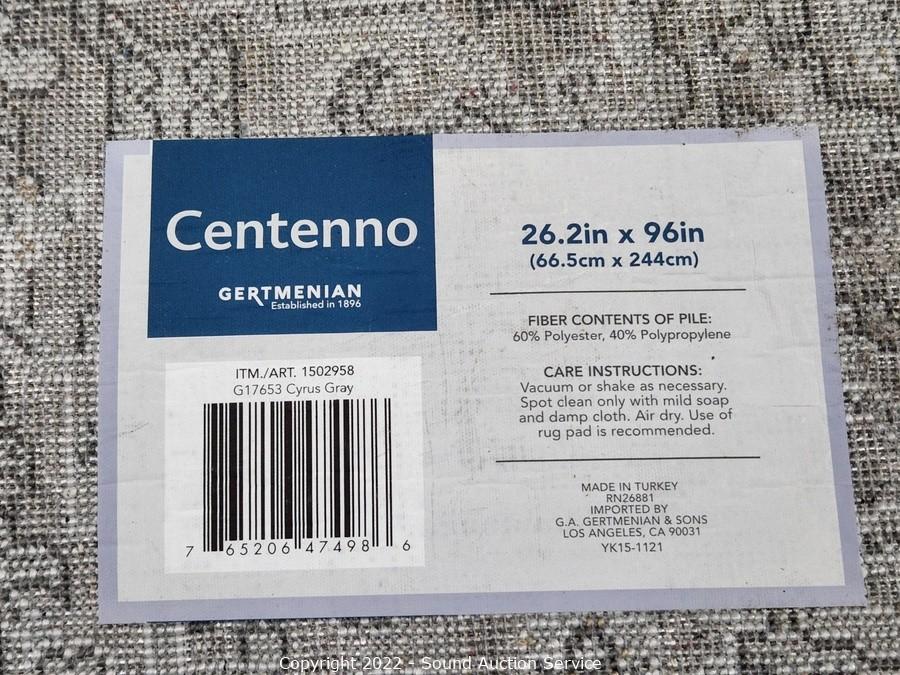 Centenno
GERTMENIAN
Established in 1896
ITM./ART. 1502958
G17653 Cyrus Gray
7 65206 47498 6
26.2in x 96in
(66.5cm x 244cm)
FIBER CONTENTS OF PILE:
60% Polyester, 40% Polypropylene
CARE INSTRUCTIONS:
Vacuum or shake as necessary.
Spot clean only with mild soap
and damp cloth. Air dry. Use of
rug pad is recommended.
MADE IN TURKEY
RN26881
IMPORTED BY
G.A. GERTMENIAN & SONS
LOS ANGELES, CA 90031
YK15-1121
Copyright 2022 - Sound Auction Service